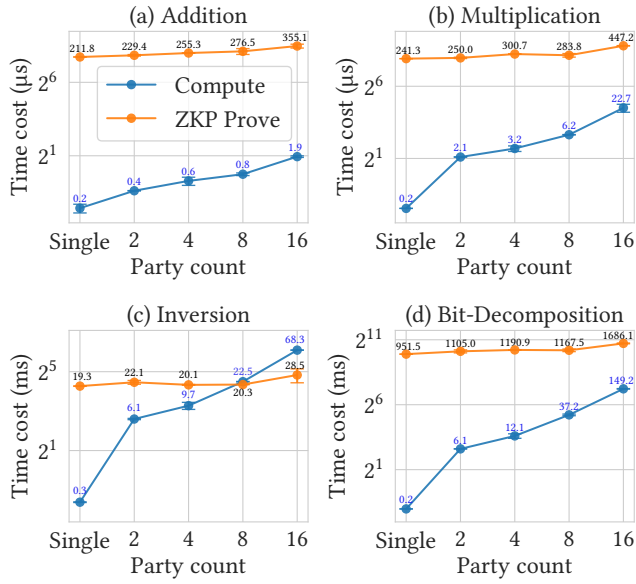 (a) Addition
Time cost (μs)
2^6
2^1
211.8 229.4 255.3 276.5 355.1
Compute
ZKP Prove
0.2 0.4 0.6 0.8 1.9
Single 2 4 8 16
Party count
(b) Multiplication
Time cost (μs)
2^6
2^1
241.3 250.0 300.7 283.8 447.2
0.2 2.1 3.2 6.2 22.7
Single 2 4 8 16
Party count
(c) Inversion
Time cost (ms)
2^5
2^1
19.3 22.1 20.1 20.3 28.5
0.3 6.1 9.7 22.5 68.3
Single 2 4 8 16
Party count
(d) Bit-Decomposition
Time cost (ms)
2^11
2^6
2^1
951.5 1105.0 1190.9 1167.5 1686.1
0.2 6.1 12.1 37.2 149.2
Single 2 4 8 16
Party count